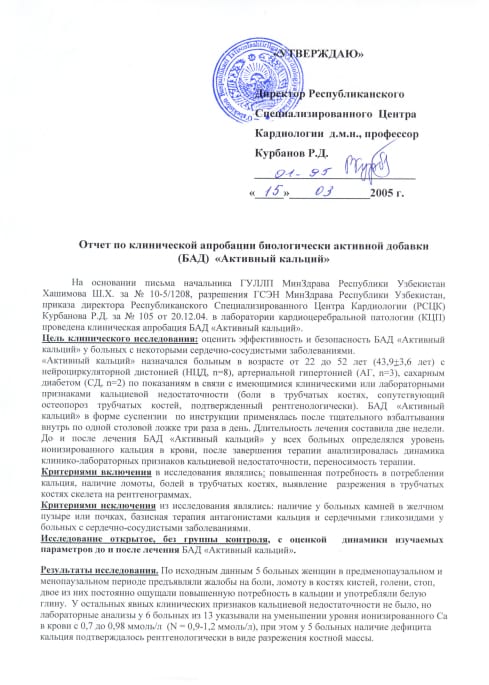 «УТВЕРЖДАЮ»
Директор Республиканского
Специализированного Центра
Кардиологии д.м.н., профессор
Курбанов Р.Д.
01-95
« 15 » 03 2005 г.
Отчет по клинической апробации биологически активной добавки
(БАД) «Активный кальций»
На основании письма начальника ГУЛЛП МинЗдрава Республики Узбекистан
Хашимова Ш.Х. за № 10-5/1208, разрешения ГСЭН МинЗдрава Республики Узбекистан,
приказа директора Республиканского Специализированного Центра Кардиологии (РСЦК)
Курбанова Р.Д. за № 105 от 20.12.04. в лаборатории кардиоцеребральной патологии (КЦП)
проведена клиническая апробация БАД «Активный кальций».
Цель клинического исследования: оценить эффективность и безопасность БАД «Активный
кальций» у больных с некоторыми сердечно-сосудистыми заболеваниями.
«Активный кальций» назначался больным в возрасте от 22 до 52 лет (43,9±3,6 лет) с
нейроциркуляторной дистонией (НЦД, n=8), артериальной гипертонией (АГ, n=3), сахарным
диабетом (СД, n=2) по показаниям в связи с имеющимися клиническими или лабораторными
признаками кальциевой недостаточности (боли в трубчатых костях, сопутствующий
остеопороз трубчатых костей, подтвержденный рентгенологически). БАД «Активный
кальций» в форме суспензии по инструкции принималась после тщательного взбалтывания
внутрь по одной столовой ложке три раза в день. Длительность лечения составила две недели.
До и после лечения БАД «Активный кальций» у всех больных определялся уровень
ионизированного кальция в крови, после завершения терапии анализировалась динамика
клинико-лабораторных признаков кальциевой недостаточности, переносимость терапии.
Критериями включения в исследования являлись; повышенная потребность в потреблении
кальция, наличие ломоты, болей в трубчатых костях, выявление разрежения в трубчатых
костях скелета на рентгенограммах.
Критериями исключения из исследования явились: наличие у больных камней в желчном
пузыре или почках, базисная терапия антагонистами кальция и сердечными гликозидами у
больных с сердечно-сосудистыми заболеваниями.
Исследование открытое, без группы контроля, с оценкой динамики изучаемых
параметров до и после лечения БАД «Активный кальций».
Результаты исследования. По исходным данным 5 больных женщин в предменопаузальном и
менопаузальном периоде предъявляли жалобы на боли, ломоту в костях кистей, голени, стоп,
двое из них постоянно ощущали повышенную потребность в кальции и употребляли белую
глину. У остальных явных клинических признаков кальциевой недостаточности не было, но
лабораторные анализы у 6 больных из 13 указывали на уменьшении уровня ионизированного Са
в крови с 0,7 до 0,98 ммоль/л (N = 0,9-1,2 ммоль/л), при этом у 5 больных наличие дефицита
кальция подтверждалось рентгенологически в виде разрежения костной массы.